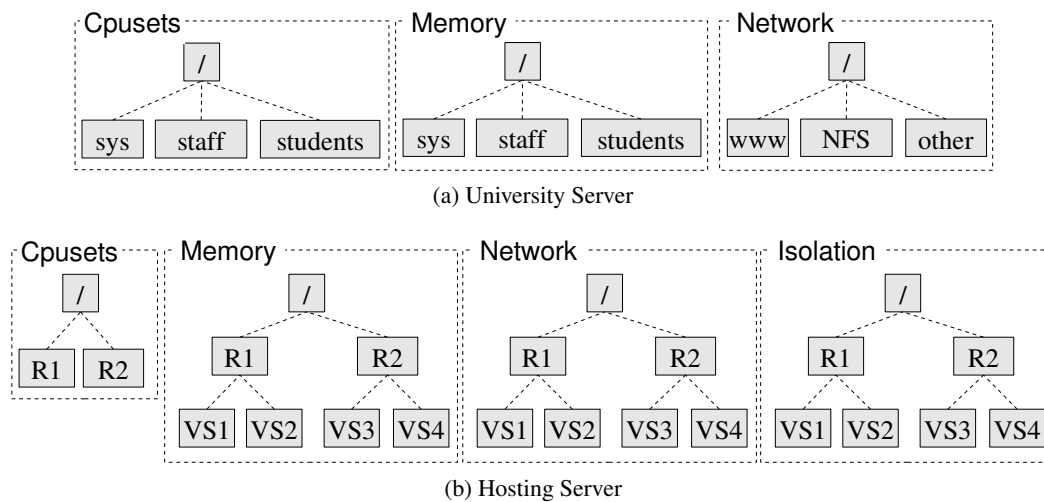 Cpusets Memory Network
/ / /
sys staff students sys staff students www NFS other
(a) University Server
Cpusets Memory Network Isolation
/ / / /
R1 R2 R1 R2 R1 R2 R1 R2
VS1 VS2 VS3 VS4 VS1 VS2 VS3 VS4 VS1 VS2 VS3 VS4
(b) Hosting Server